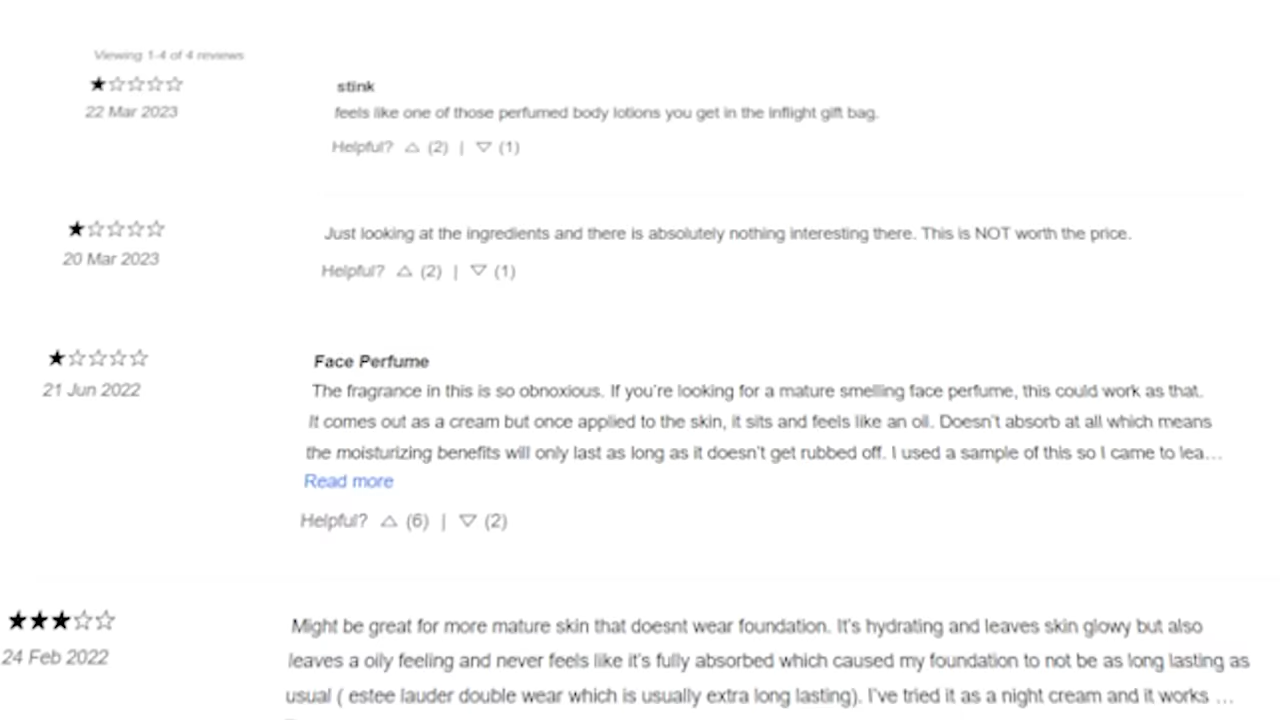 Viewing 1-4 of 4 reviews
★☆☆☆☆
stink
22 Mar 2023
feels like one of those perfumed body lotions you get in the inflight gift bag.
Helpful? △ (2) | ▽ (1)
★☆☆☆☆
Just looking at the ingredients and there is absolutely nothing interesting there. This is NOT worth the price.
20 Mar 2023
Helpful? △ (2) | ▽ (1)
★☆☆☆☆
Face Perfume
21 Jun 2022
The fragrance in this is so obnoxious. If you're looking for a mature smelling face perfume, this could work as that.
It comes out as a cream but once applied to the skin, it sits and feels like an oil. Doesn't absorb at all which means
the moisturizing benefits will only last as long as it doesn't get rubbed off. I used a sample of this so I came to lea...
Read more
Helpful? △ (6) | ▽ (2)
★★★☆☆
Might be great for more mature skin that doesnt wear foundation. It's hydrating and leaves skin glowy but also
24 Feb 2022
leaves a oily feeling and never feels like it's fully absorbed which caused my foundation to not be as long lasting as
usual ( estee lauder double wear which is usually extra long lasting). I've tried it as a night cream and it works ...